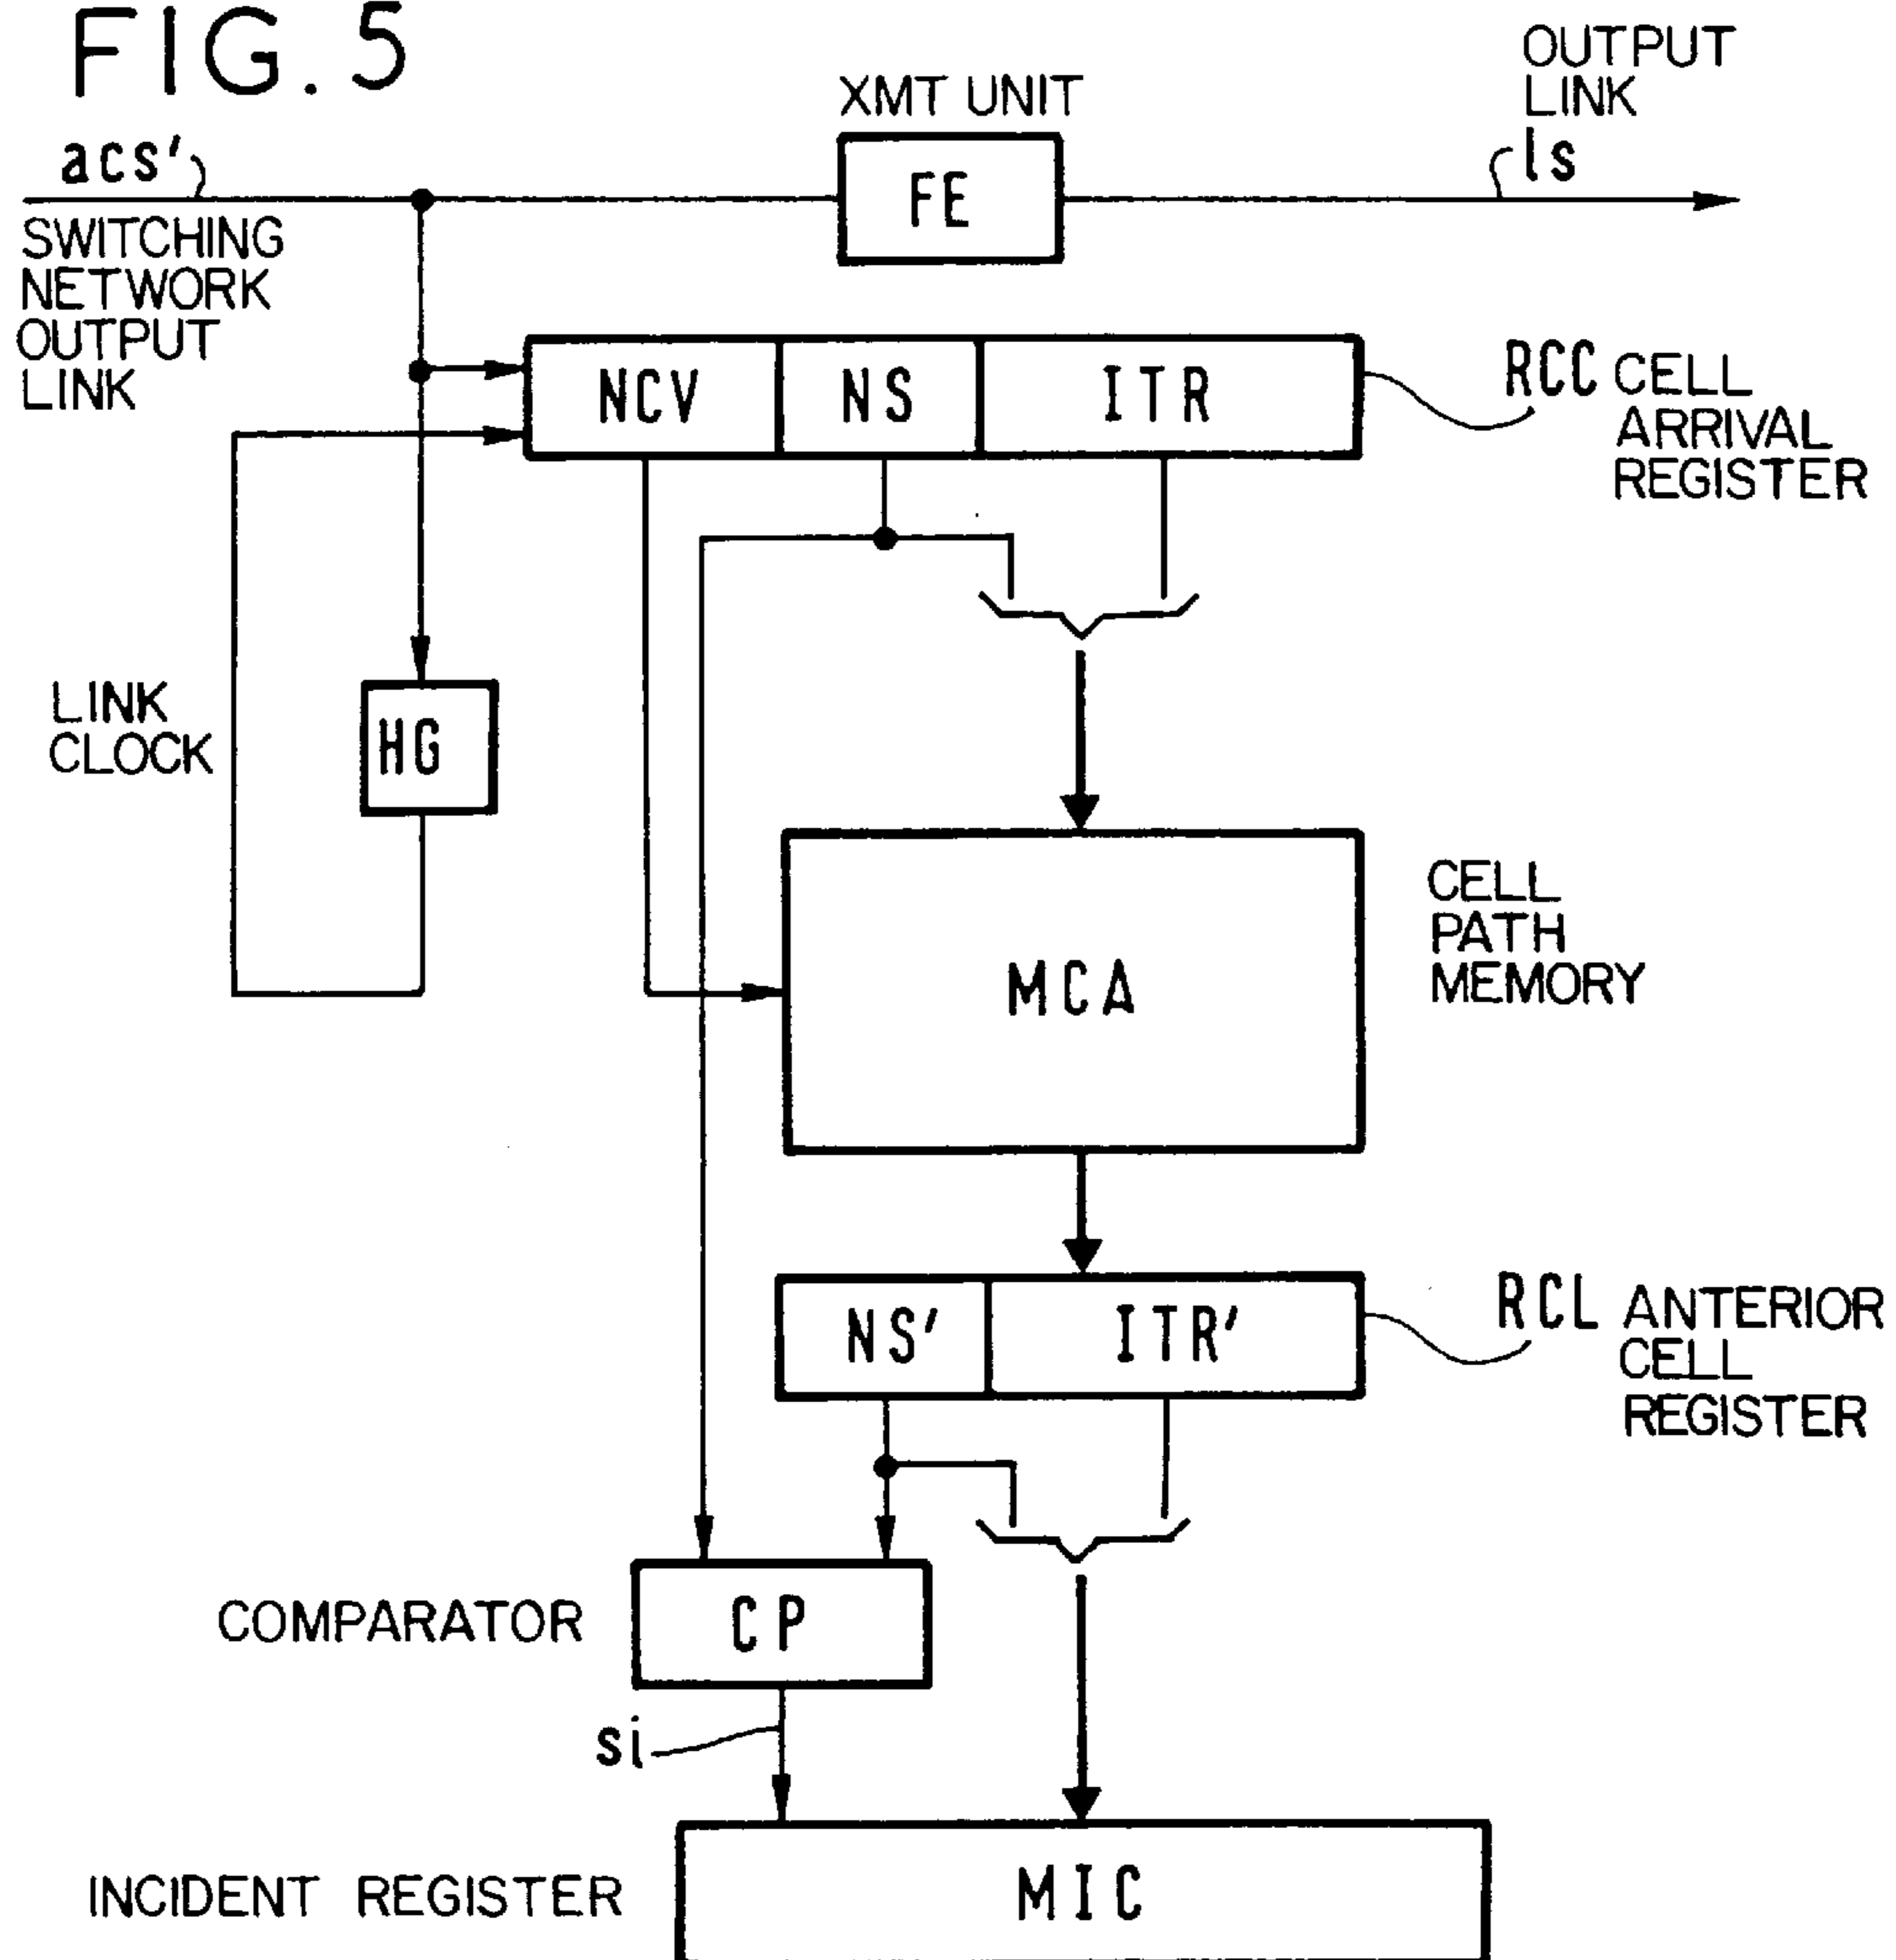 FIG. 5
OUTPUT
LINK
XMT UNIT
acs'
FE
ls
SWITCHING
NETWORK
OUTPUT
LINK
NCV NS ITR
RCC CELL
ARRIVAL
REGISTER
LINK
CLOCK
HG
CELL
PATH
MEMORY
MCA
NS' ITR'
RCL ANTERIOR
CELL
REGISTER
COMPARATOR
CP
si
INCIDENT REGISTER
MIC